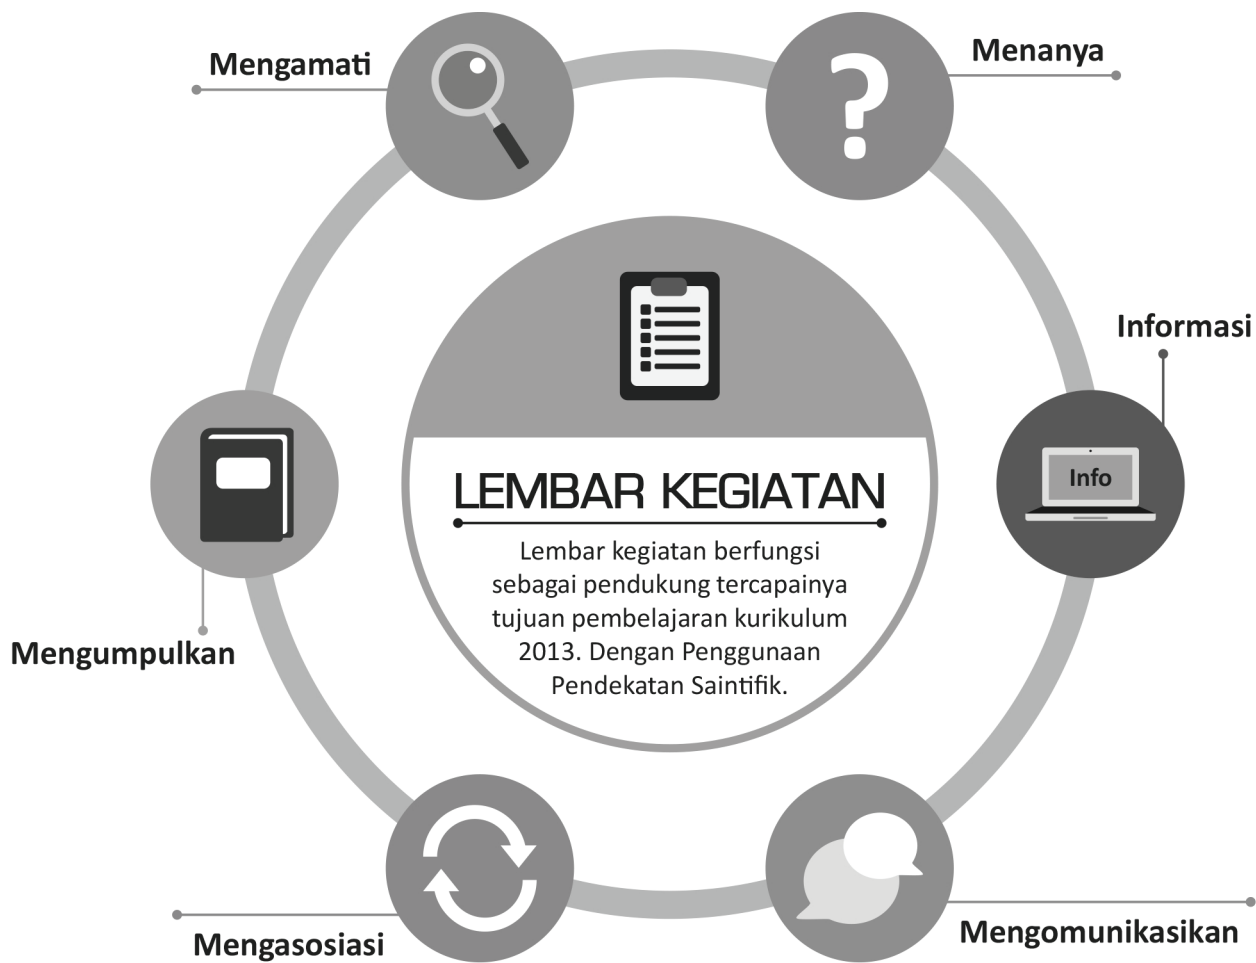 Mengamati
Menanya
Informasi
Info
LEMBAR KEGIATAN
Lembar kegiatan berfungsi
sebagai pendukung tercapainya
tujuan pembelajaran kurikulum
2013. Dengan Penggunaan
Pendekatan Saintifik.
Mengumpulkan
Mengasosiasi
Mengomunikasikan